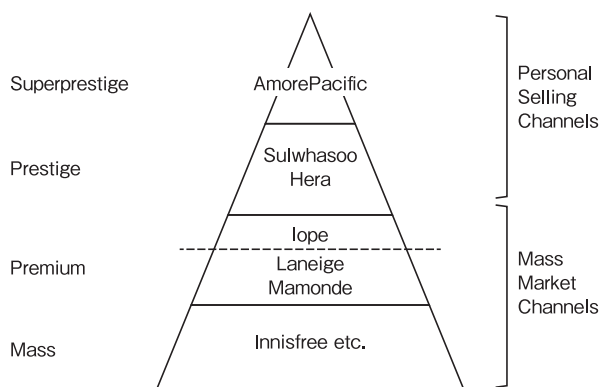 Superprestige
AmorePacific
Personal
Selling
Channels
Prestige
Sulwhasoo
Hera
Iope
Premium
Laneige
Mamonde
Mass
Market
Channels
Mass
Innisfree etc.